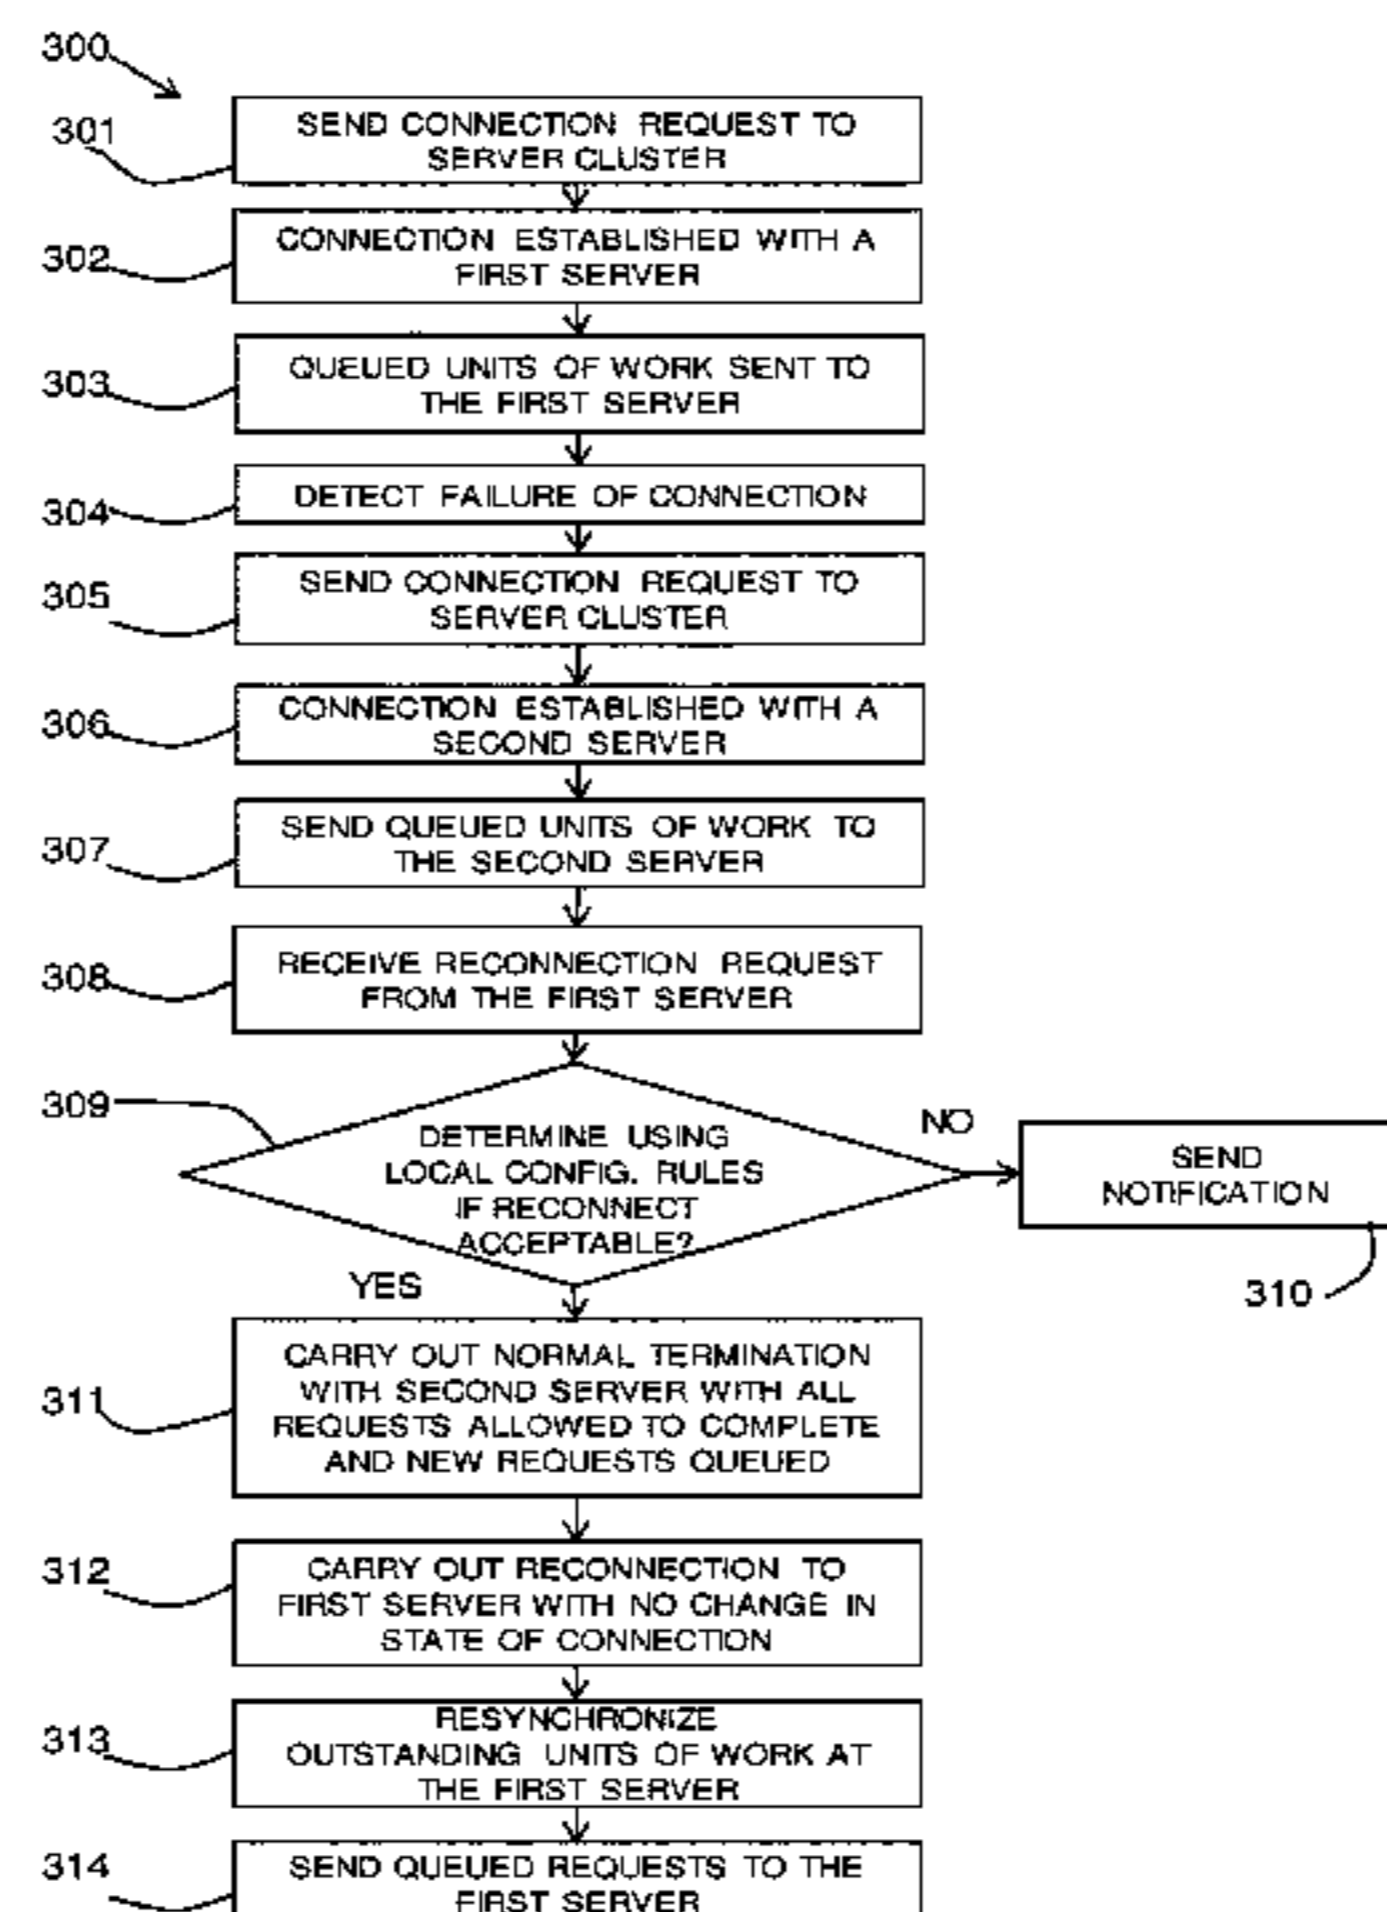 300
301
SEND CONNECTION REQUEST TO
SERVER CLUSTER
302
CONNECTION ESTABLISHED WITH A
FIRST SERVER
303
QUEUED UNITS OF WORK SENT TO
THE FIRST SERVER
304
DETECT FAILURE OF CONNECTION
305
SEND CONNECTION REQUEST TO
SERVER CLUSTER
306
CONNECTION ESTABLISHED WITH A
SECOND SERVER
307
SEND QUEUED UNITS OF WORK TO
THE SECOND SERVER
308
RECEIVE RECONNECTION REQUEST
FROM THE FIRST SERVER
309
DETERMINE USING
LOCAL CONFIG. RULES
IF RECONNECT
ACCEPTABLE?
NO
SEND
NOTIFICATION
310
YES
311
CARRY OUT NORMAL TERMINATION
WITH SECOND SERVER WITH ALL
REQUESTS ALLOWED TO COMPLETE
AND NEW REQUESTS QUEUED
312
CARRY OUT RECONNECTION TO
FIRST SERVER WITH NO CHANGE IN
STATE OF CONNECTION
313
RESYNCHRONIZE
OUTSTANDING UNITS OF WORK AT
THE FIRST SERVER
314
SEND QUEUED REQUESTS TO THE
FIRST SERVER